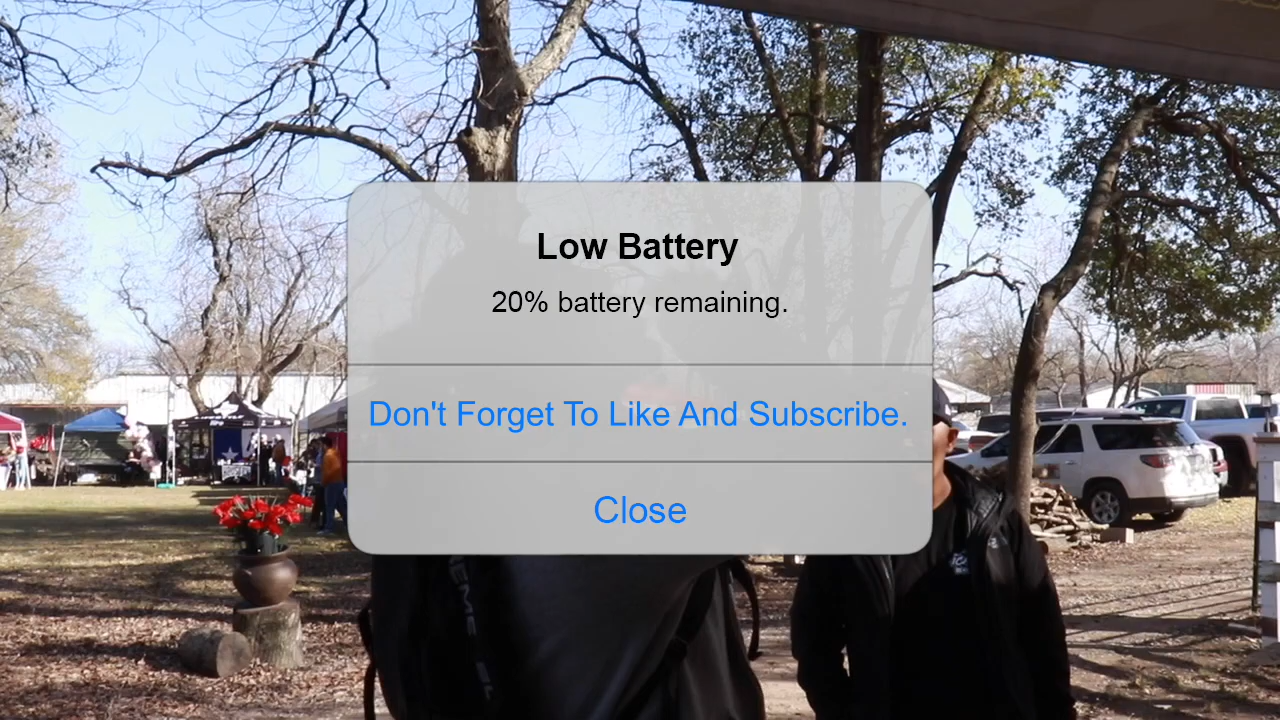 Low Battery
20% battery remaining.
Don't Forget To Like And Subscribe.
Close